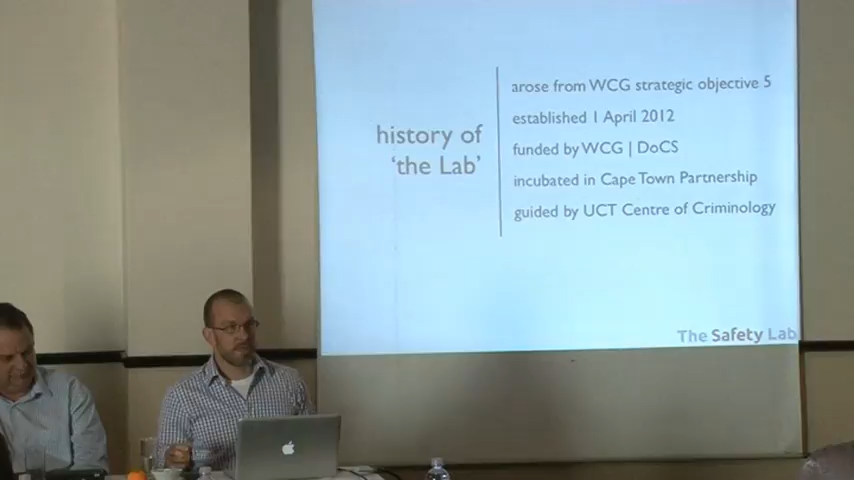 history of
‘the Lab’
arose from WCG strategic objective 5
established 1 April 2012
funded by WCG | DoCS
incubated in Cape Town Partnership
guided by UCT Centre of Criminology
The Safety Lab